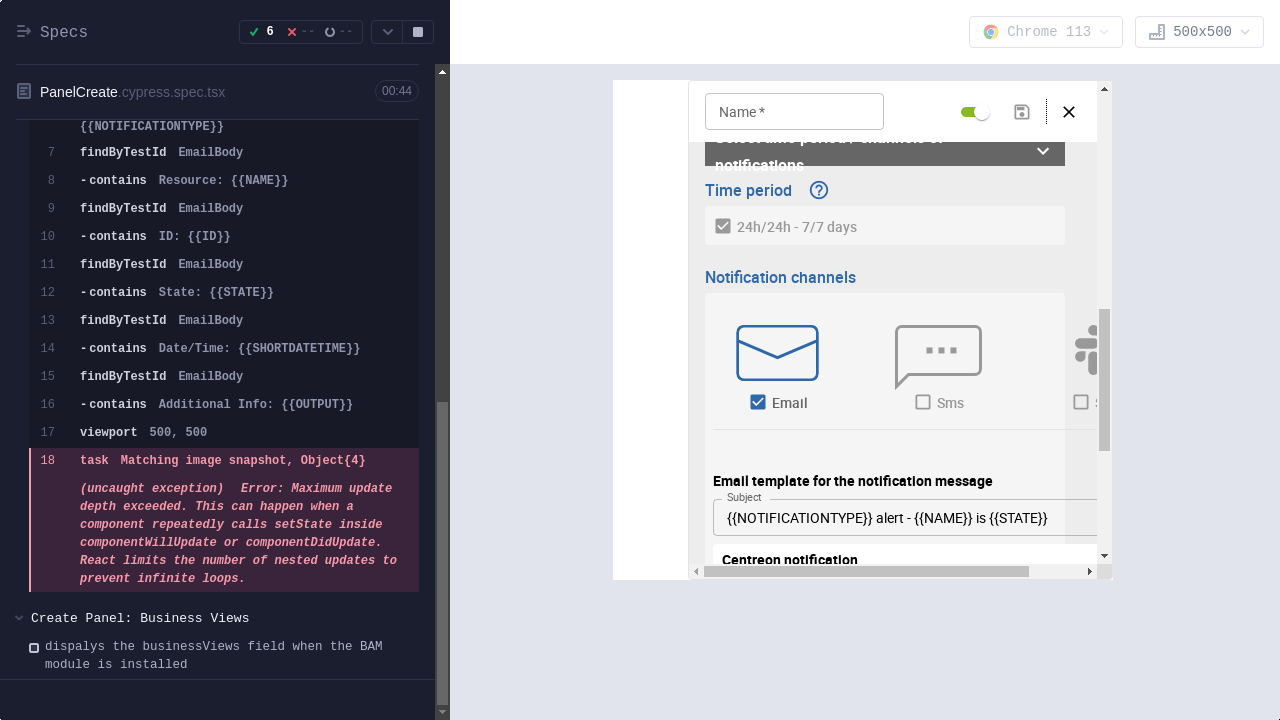 Specs
6
--
--
Chrome 113
500x500
PanelCreate.cypress.spec.tsx
00:44
{{NOTIFICATIONTYPE}}
7 findByTestId EmailBody
8 -contains Resource: {{NAME}}
9 findByTestId EmailBody
10 -contains ID: {{ID}}
11 findByTestId EmailBody
12 -contains State: {{STATE}}
13 findByTestId EmailBody
14 -contains Date/Time: {{SHORTDATETIME}}
15 findByTestId EmailBody
16 -contains Additional Info: {{OUTPUT}}
17 viewport 500, 500
18 task Matching image snapshot, Object{4}
(uncaught exception) Error: Maximum update
depth exceeded. This can happen when a
component repeatedly calls setState inside
componentWillUpdate or componentDidUpdate.
React limits the number of nested updates to
prevent infinite loops.
Create Panel: Business Views
dispalys the businessViews field when the BAM
module is installed
Name *
Select time period / channels of
notifications
Time period
24h/24h - 7/7 days
Notification channels
Email
Sms
Email template for the notification message
Subject
{{NOTIFICATIONTYPE}} alert - {{NAME}} is {{STATE}}
Centreon notification